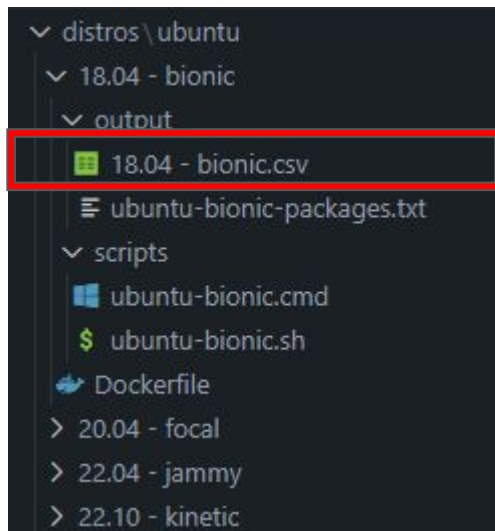 distros\ubuntu
18.04 - bionic
output
18.04 - bionic.csv
ubuntu-bionic-packages.txt
scripts
ubuntu-bionic.cmd
$ ubuntu-bionic.sh
Dockerfile
20.04 - focal
22.04 - jammy
22.10 - kinetic